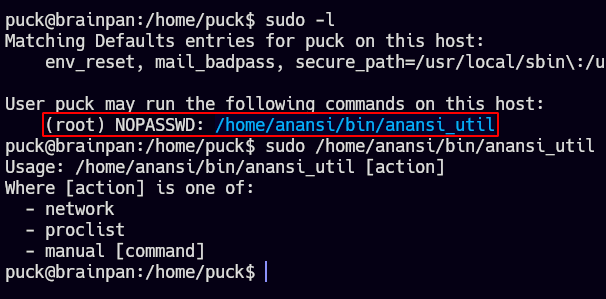 puck@brainpan:/home/puck$ sudo -l
Matching Defaults entries for puck on this host:
    env_reset, mail_badpass, secure_path=/usr/local/sbin\:/u

User puck may run the following commands on this host:
    (root) NOPASSWD: /home/anansi/bin/anansi_util
puck@brainpan:/home/puck$ sudo /home/anansi/bin/anansi_util
Usage: /home/anansi/bin/anansi_util [action]
Where [action] is one of:
  - network
  - proclist
  - manual [command]
puck@brainpan:/home/puck$